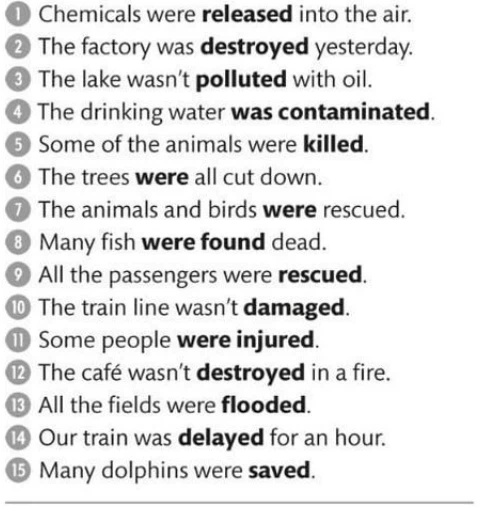 1 Chemicals were released into the air.
2 The factory was destroyed yesterday.
3 The lake wasn't polluted with oil.
4 The drinking water was contaminated.
5 Some of the animals were killed.
6 The trees were all cut down.
7 The animals and birds were rescued.
8 Many fish were found dead.
9 All the passengers were rescued.
10 The train line wasn't damaged.
11 Some people were injured.
12 The café wasn't destroyed in a fire.
13 All the fields were flooded.
14 Our train was delayed for an hour.
15 Many dolphins were saved.